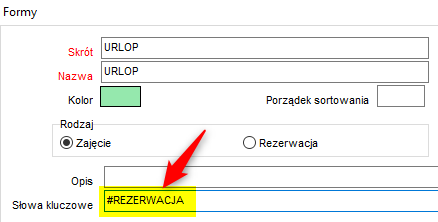 Formy
Skrót URLOP
Nazwa URLOP
Kolor Porządek sortowania
Rodzaj
Zajęcie Rezerwacja
Opis
Słowa kluczowe #REZERWACJA